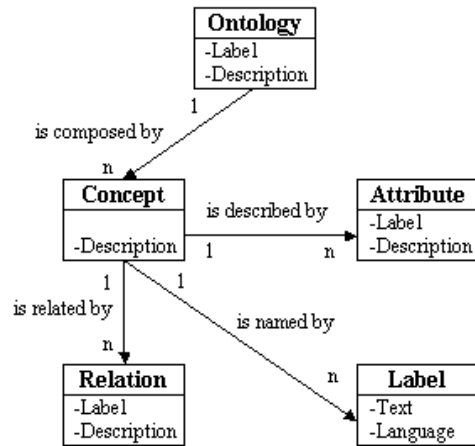 Ontology
-Label
-Description
1
is composed by
n
Concept
-Description
is described by
1
n
Attribute
-Label
-Description
1
is related by
n
1
is named by
n
Relation
-Label
-Description
Label
-Text
-Language